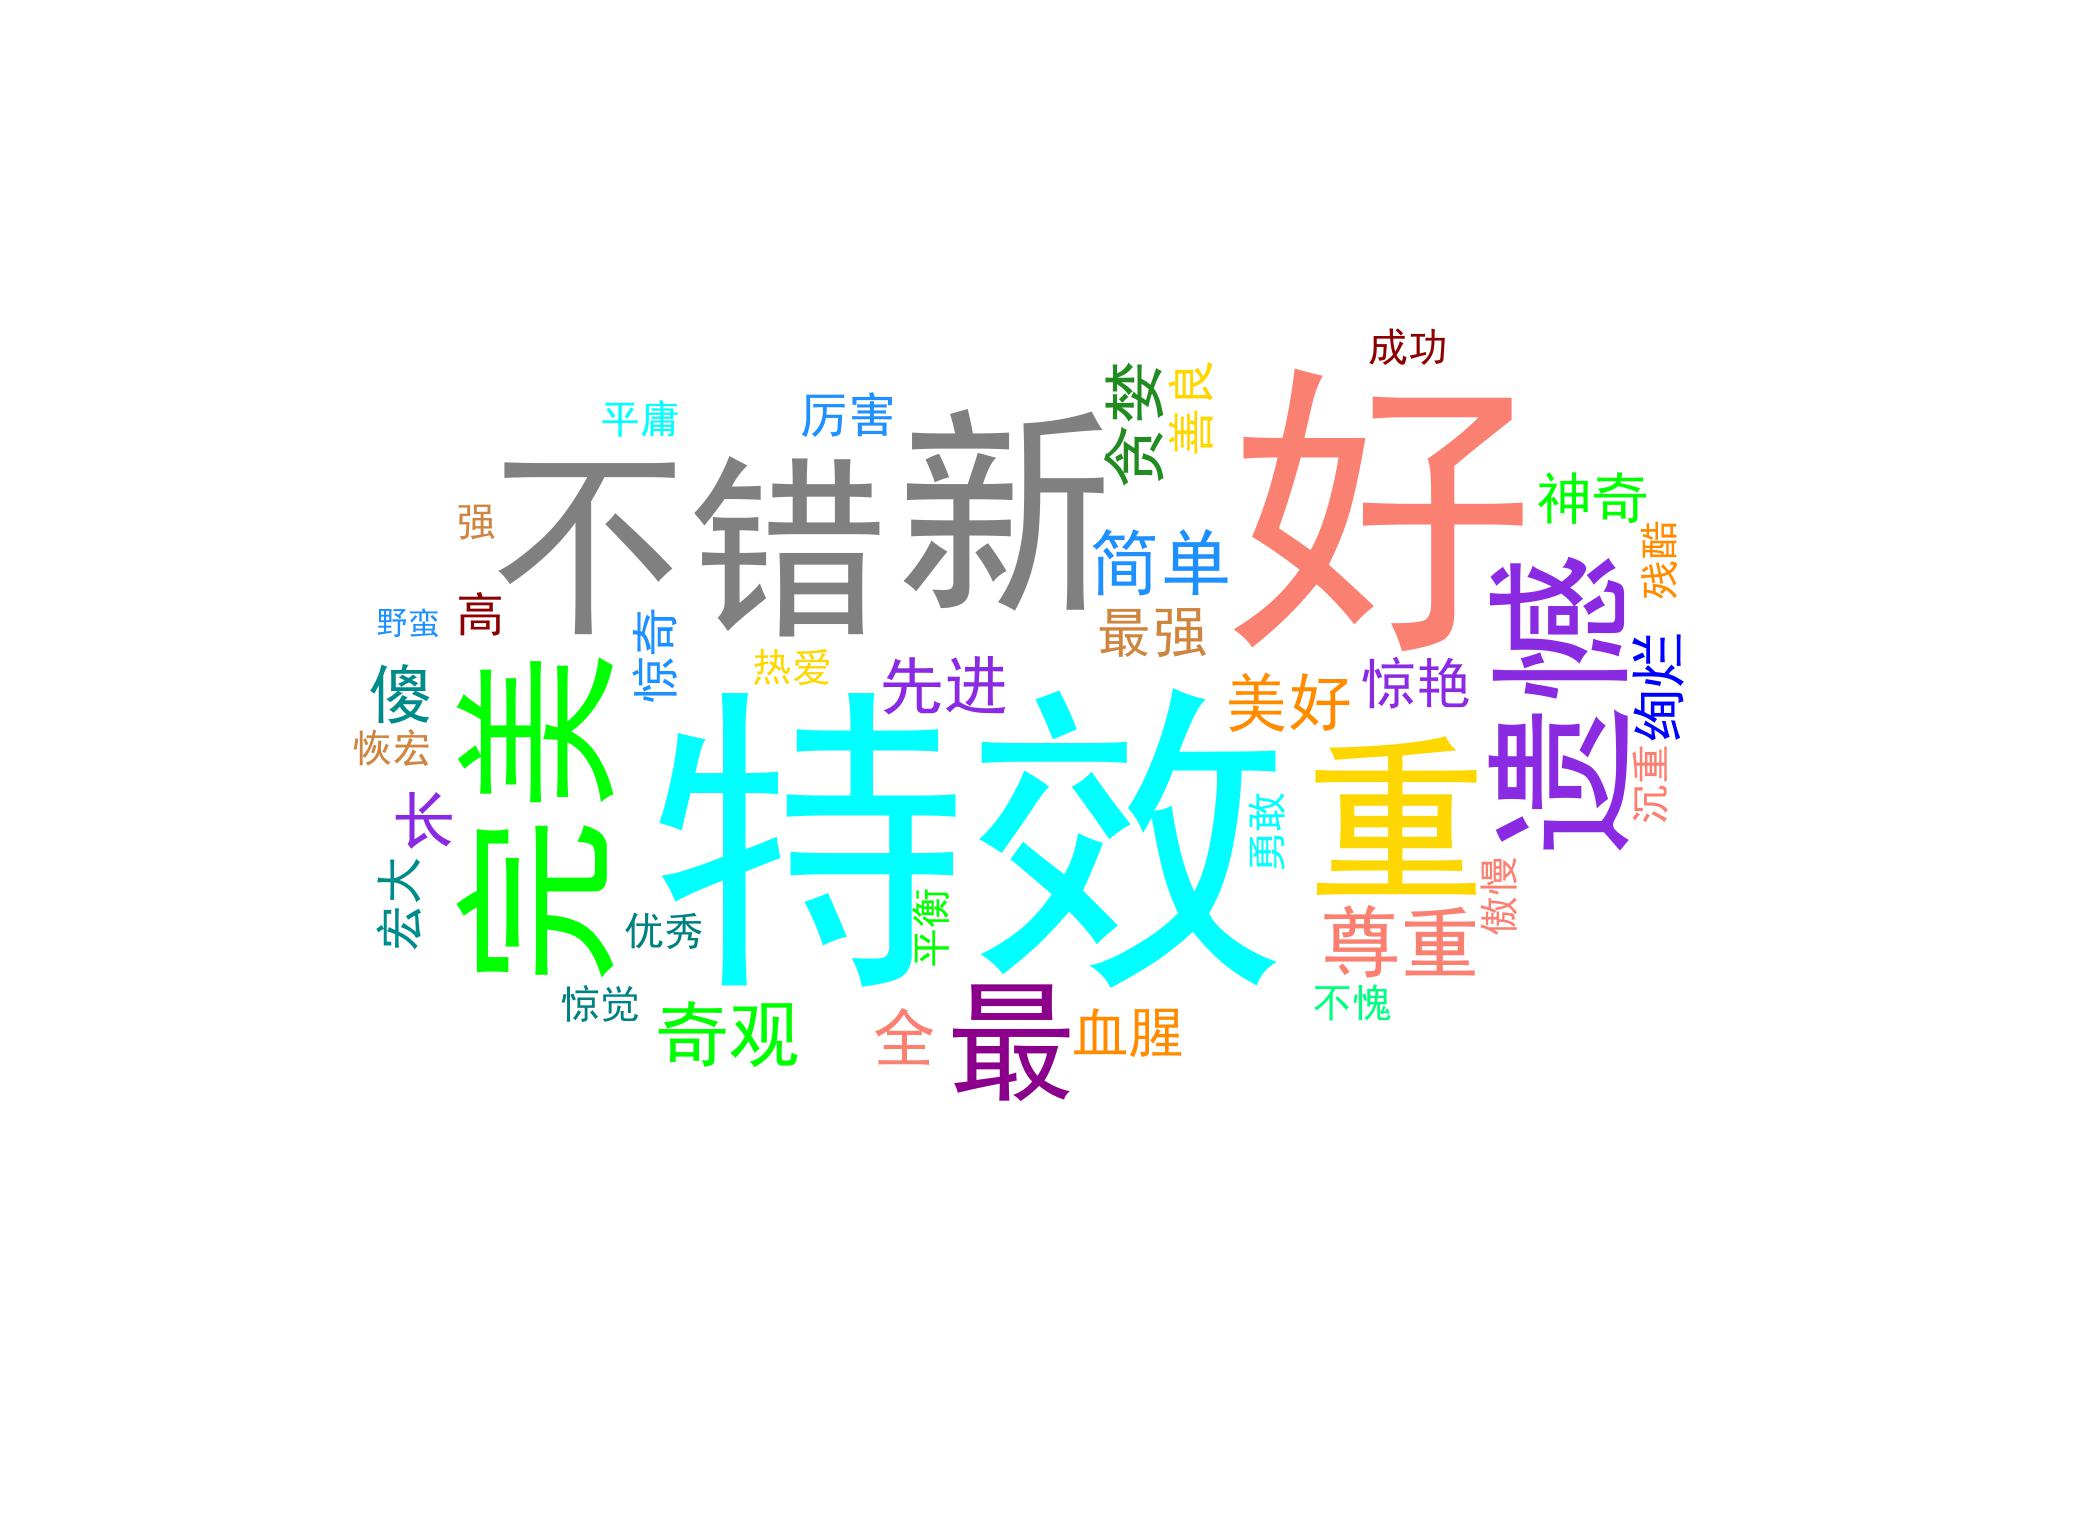 成功
平庸
厉害
贪婪
善良
不错
新
好
神奇
强
残酷
简单
野蛮
高
惊奇
最强
遗憾
绚烂
傻
热爱
先进
美好
惊艳
完美
恢宏
特效
重
沉重
长
勇敢
宏大
优秀
平衡
尊重
傲慢
惊觉
奇观
全
最
血腥
不愧